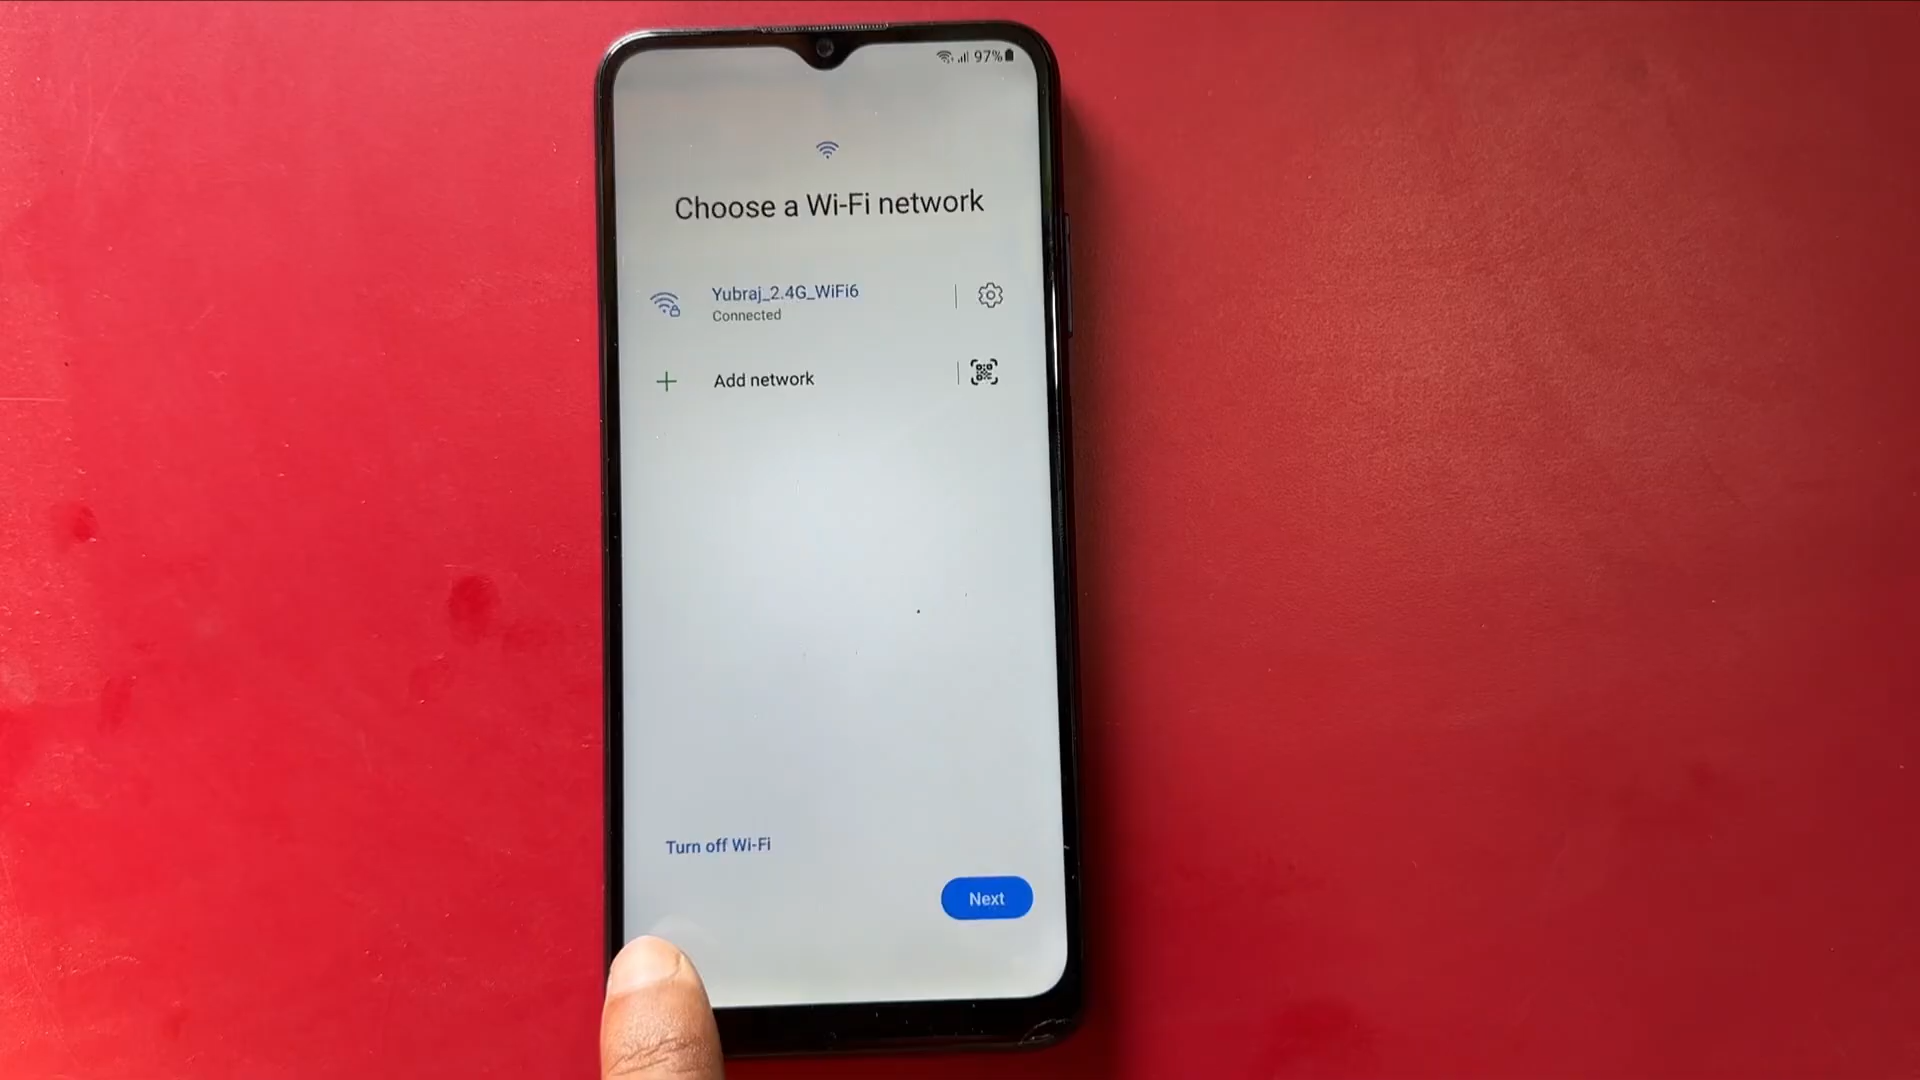 97%
Choose a Wi-Fi network
Yubraj_2.4G_WiFi6
Connected
Add network
Turn off Wi-Fi
Next